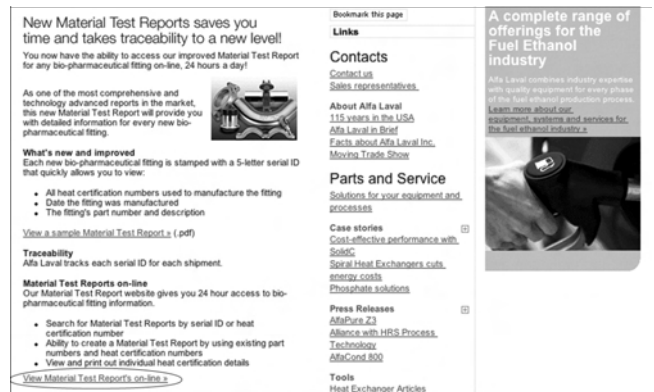 New Material Test Reports saves you
time and takes traceability to a new level!
You now have the ability to access our improved Material Test Report
for any bio-pharmaceutical fitting on-line, 24 hours a day!
As one of the most comprehensive and
technology advanced reports in the market,
this new Material Test Report will provide you
with detailed information for every new bio-
pharmaceutical fitting.
What's new and improved
Each new bio-pharmaceutical fitting is stamped with a 5-letter serial ID
that quickly allows you to view:
• All heat certification numbers used to manufacture the fitting
• Date the fitting was manufactured
• The fitting's part number and description
View a sample Material Test Report » (.pdf)
Traceability
Alfa Laval tracks each serial ID for each shipment.
Material Test Reports on-line
Our Material Test Report website gives you 24 hour access to bio-
pharmaceutical fitting information.
• Search for Material Test Reports by serial ID or heat
certification number
• Ability to create a Material Test Report by using existing part
numbers and heat certification numbers
• View and print out individual heat certification details
View Material Test Report's on-line »
Bookmark this page
Links
Contacts
Contact us
Sales representatives
About Alfa Laval
115 years in the USA
Alfa Laval in Brief
Facts about Alfa Laval Inc.
Moving Trade Show
Parts and Service
Solutions for your equipment and
processes
Case stories
Cost-effective performance with
SolidC
Spiral Heat Exchangers cuts
energy costs
Phosphate solutions
Press Releases
AlfaPure Z3
Alliance with HRS Process
Technology
AlfaCond 800
Tools
Heat Exchanger Articles
A complete range of
offerings for the
Fuel Ethanol
industry
Alfa Laval combines industry expertise
with quality equipment for every phase
of the fuel ethanol production process.
Learn more about our
equipment, systems and services for
the fuel ethanol industry »